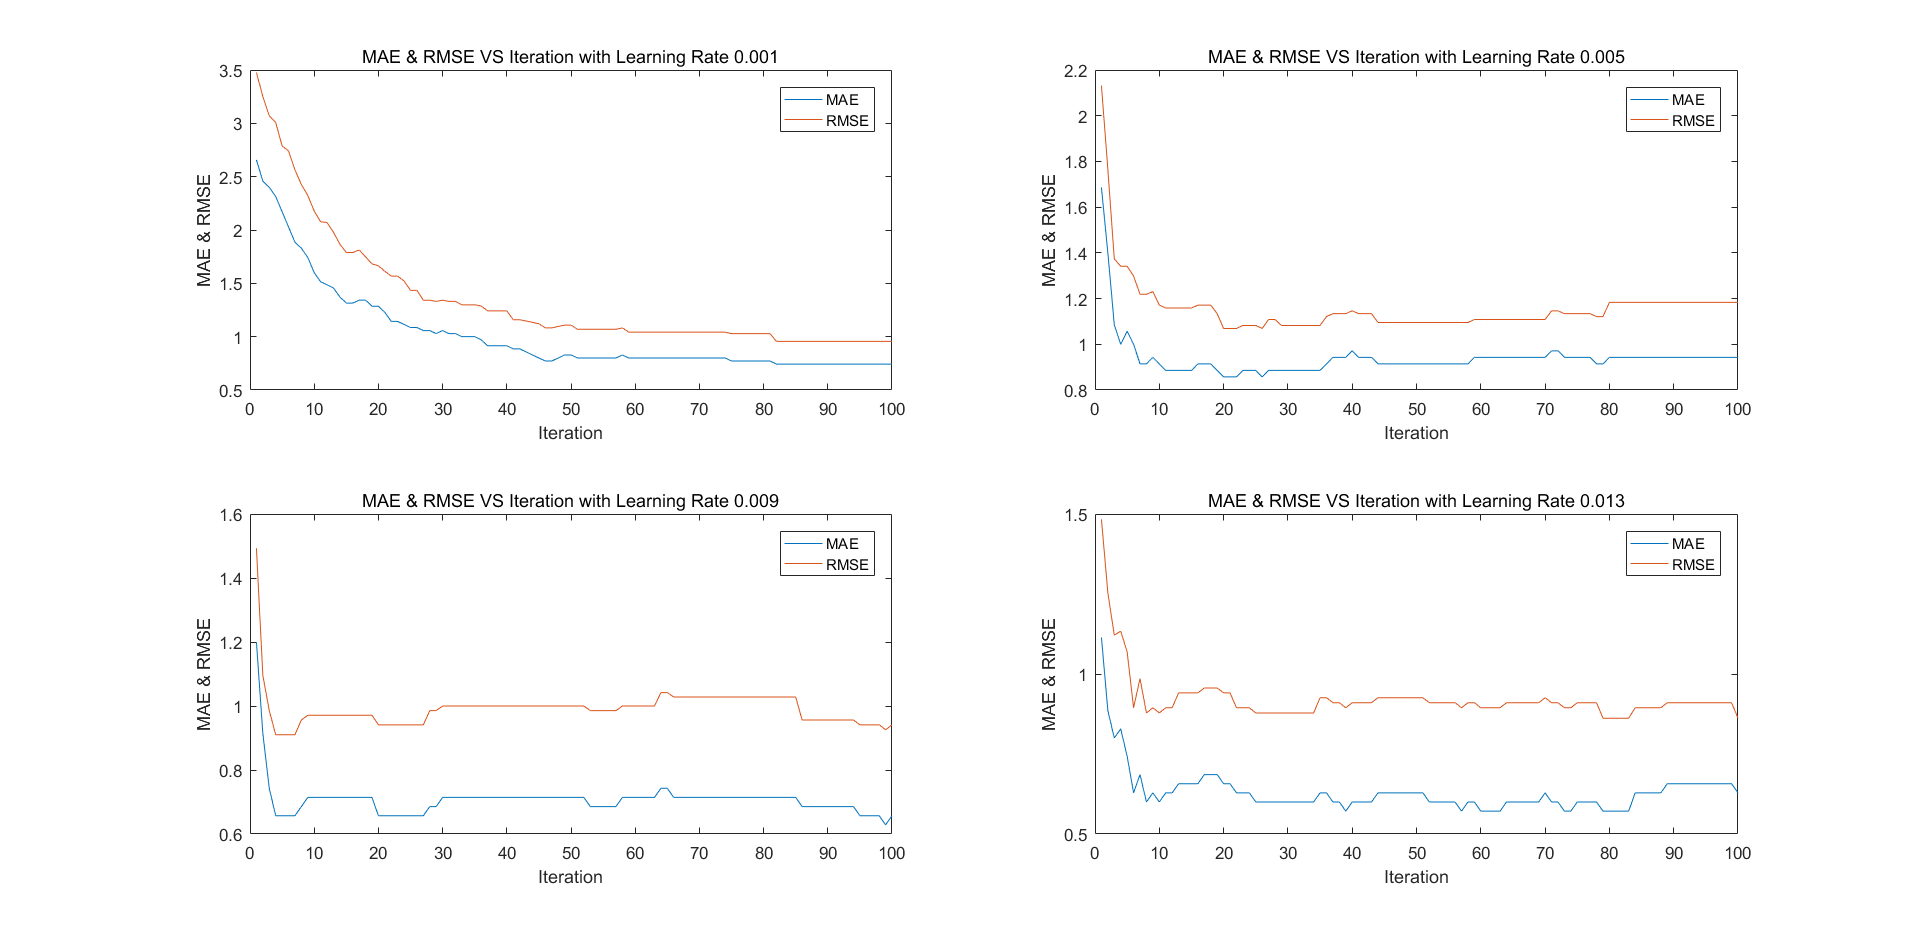 MAE & RMSE VS Iteration with Learning Rate 0.001
MAE & RMSE
3.5
3
2.5
2
1.5
1
0.5
MAE
RMSE
0 10 20 30 40 50 60 70 80 90 100
Iteration
MAE & RMSE VS Iteration with Learning Rate 0.005
MAE & RMSE
2.2
2
1.8
1.6
1.4
1.2
1
0.8
MAE
RMSE
0 10 20 30 40 50 60 70 80 90 100
Iteration
MAE & RMSE VS Iteration with Learning Rate 0.009
MAE & RMSE
1.6
1.4
1.2
1
0.8
0.6
MAE
RMSE
0 10 20 30 40 50 60 70 80 90 100
Iteration
MAE & RMSE VS Iteration with Learning Rate 0.013
MAE & RMSE
1.5
1
0.5
MAE
RMSE
0 10 20 30 40 50 60 70 80 90 100
Iteration